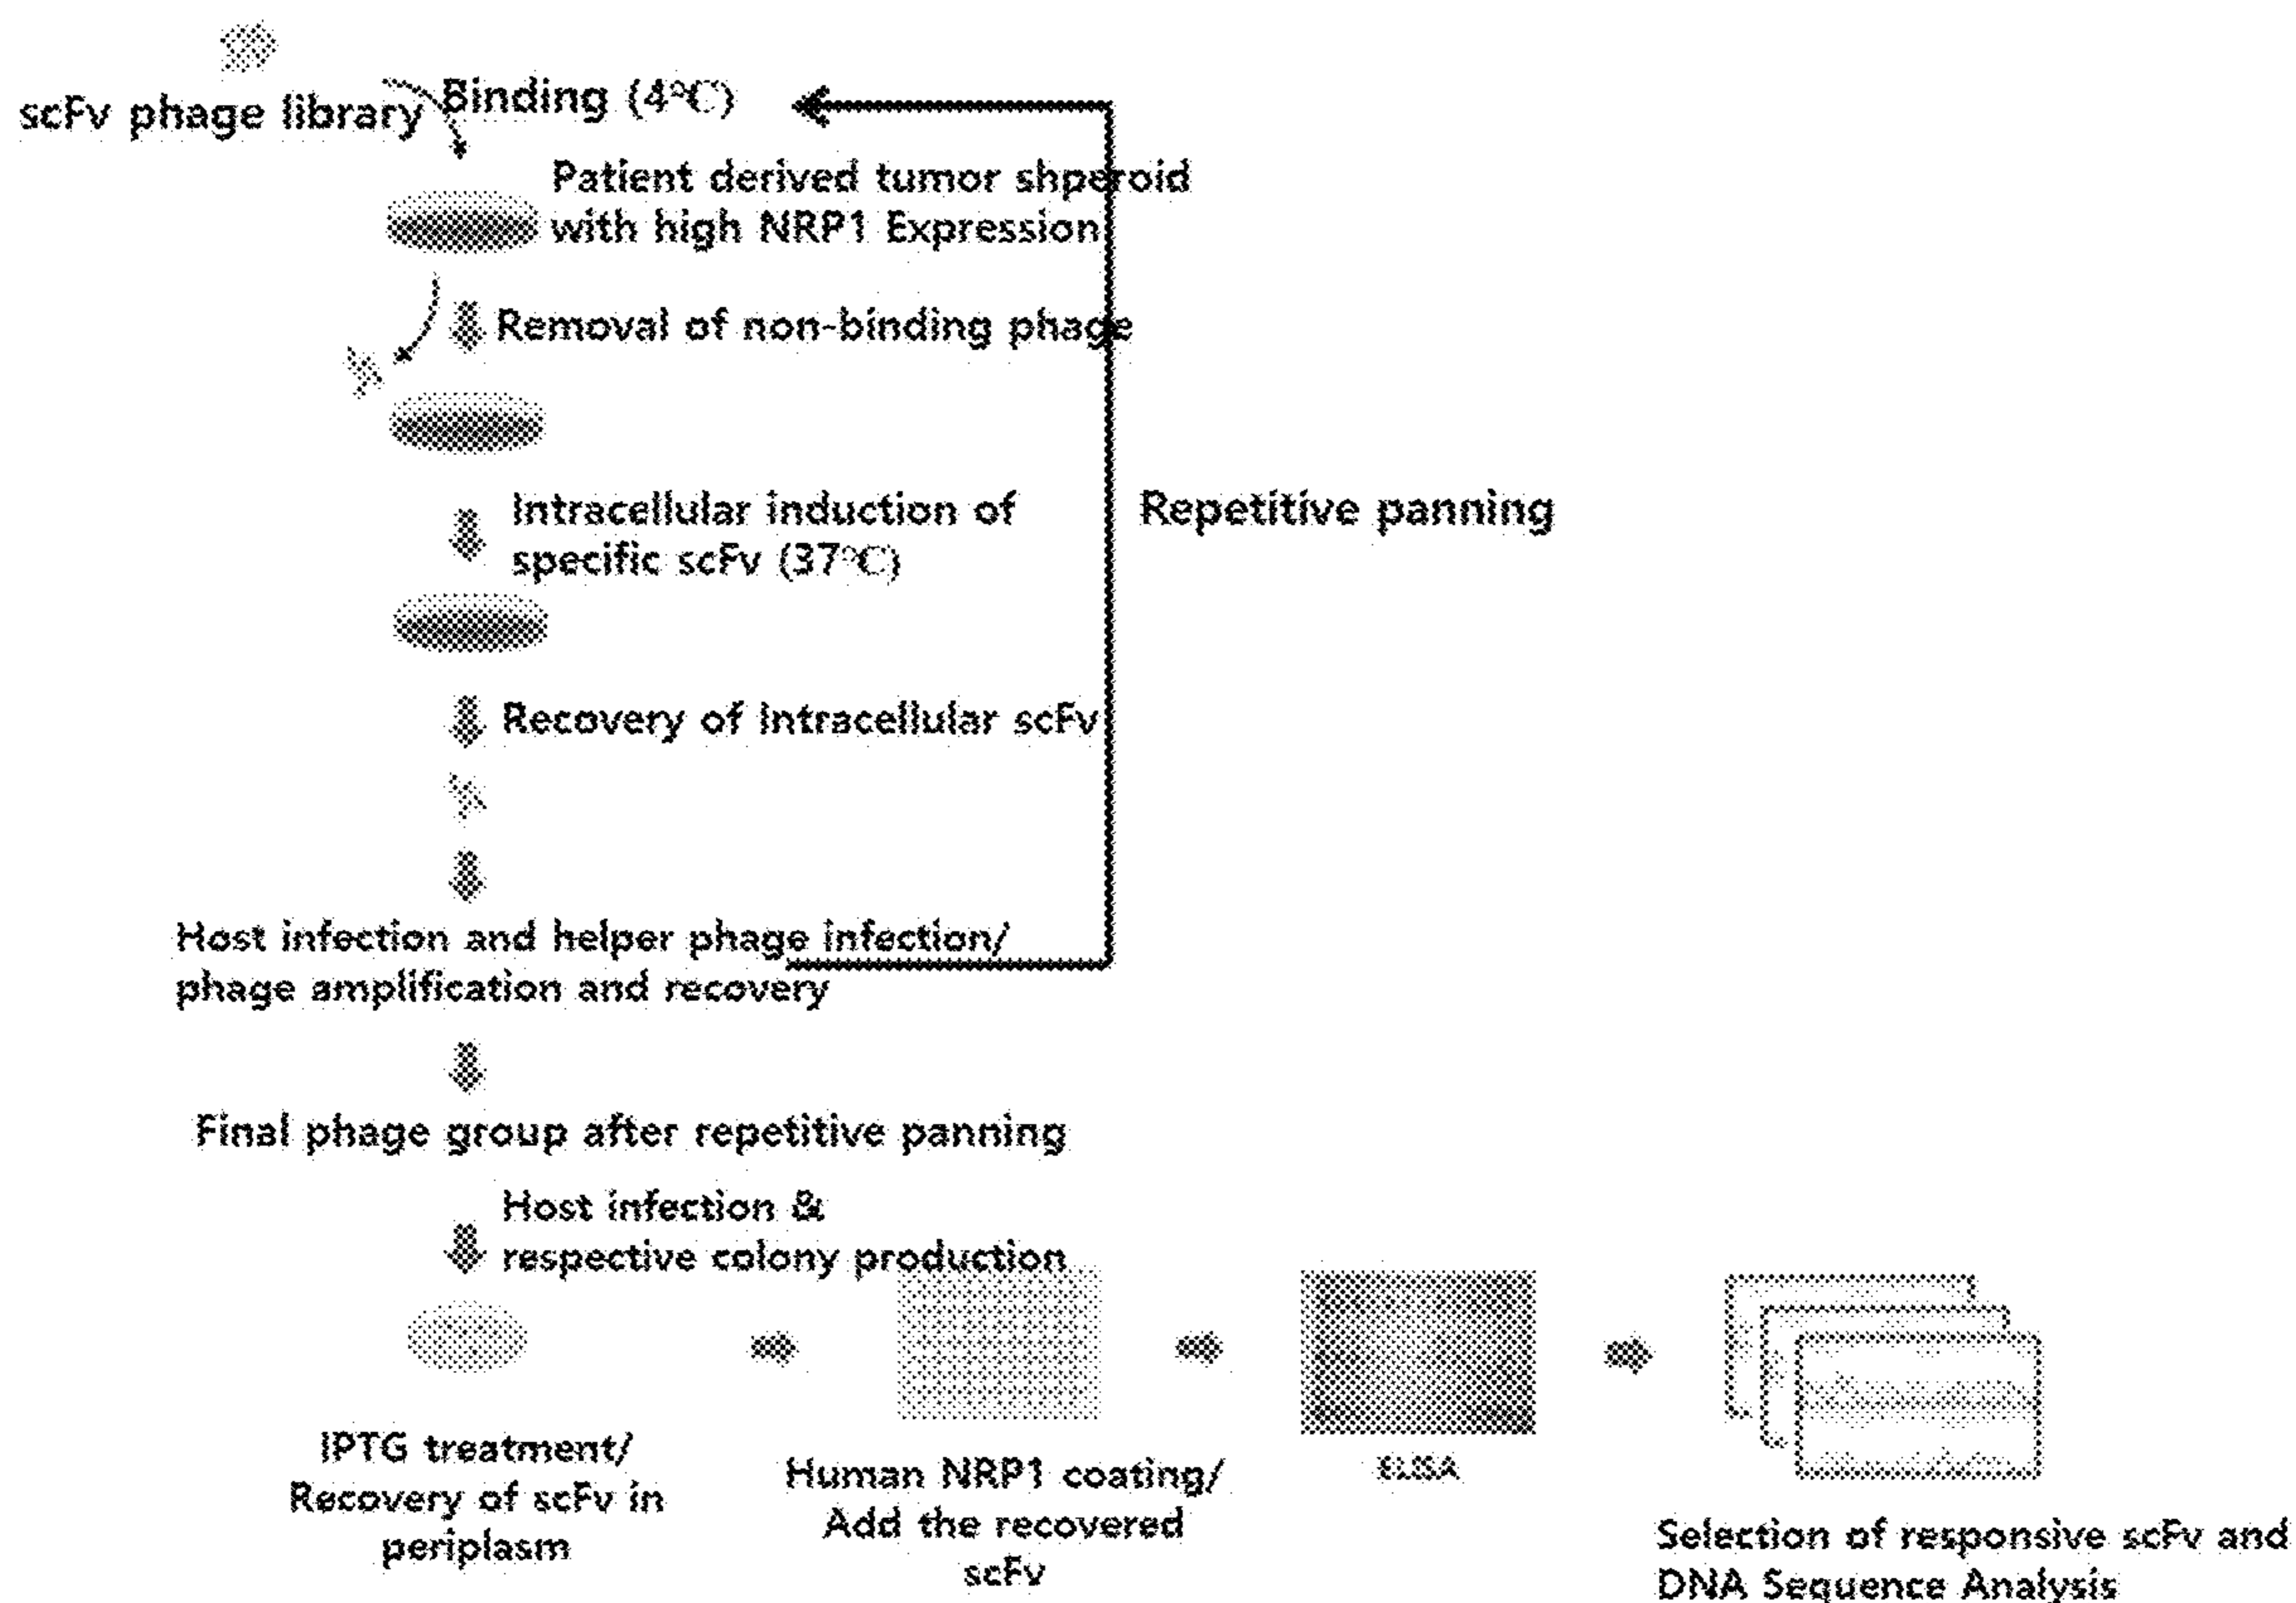 scFv phage library
Binding (4°C)
Patient derived tumor shperoid
with high NRP1 Expression
Removal of non-binding phage
Intracellular induction of
specific scFv (37°C)
Repetitive panning
Recovery of intracellular scFv
Host infection and helper phage infection/
phage amplification and recovery
Final phage group after repetitive panning
Host infection &
respective colony production
IPTG treatment/
Recovery of scFv in
periplasm
Human NRP1 coating/
Add the recovered
scFv
ELISA
Selection of responsive scFv and
DNA Sequence Analysis